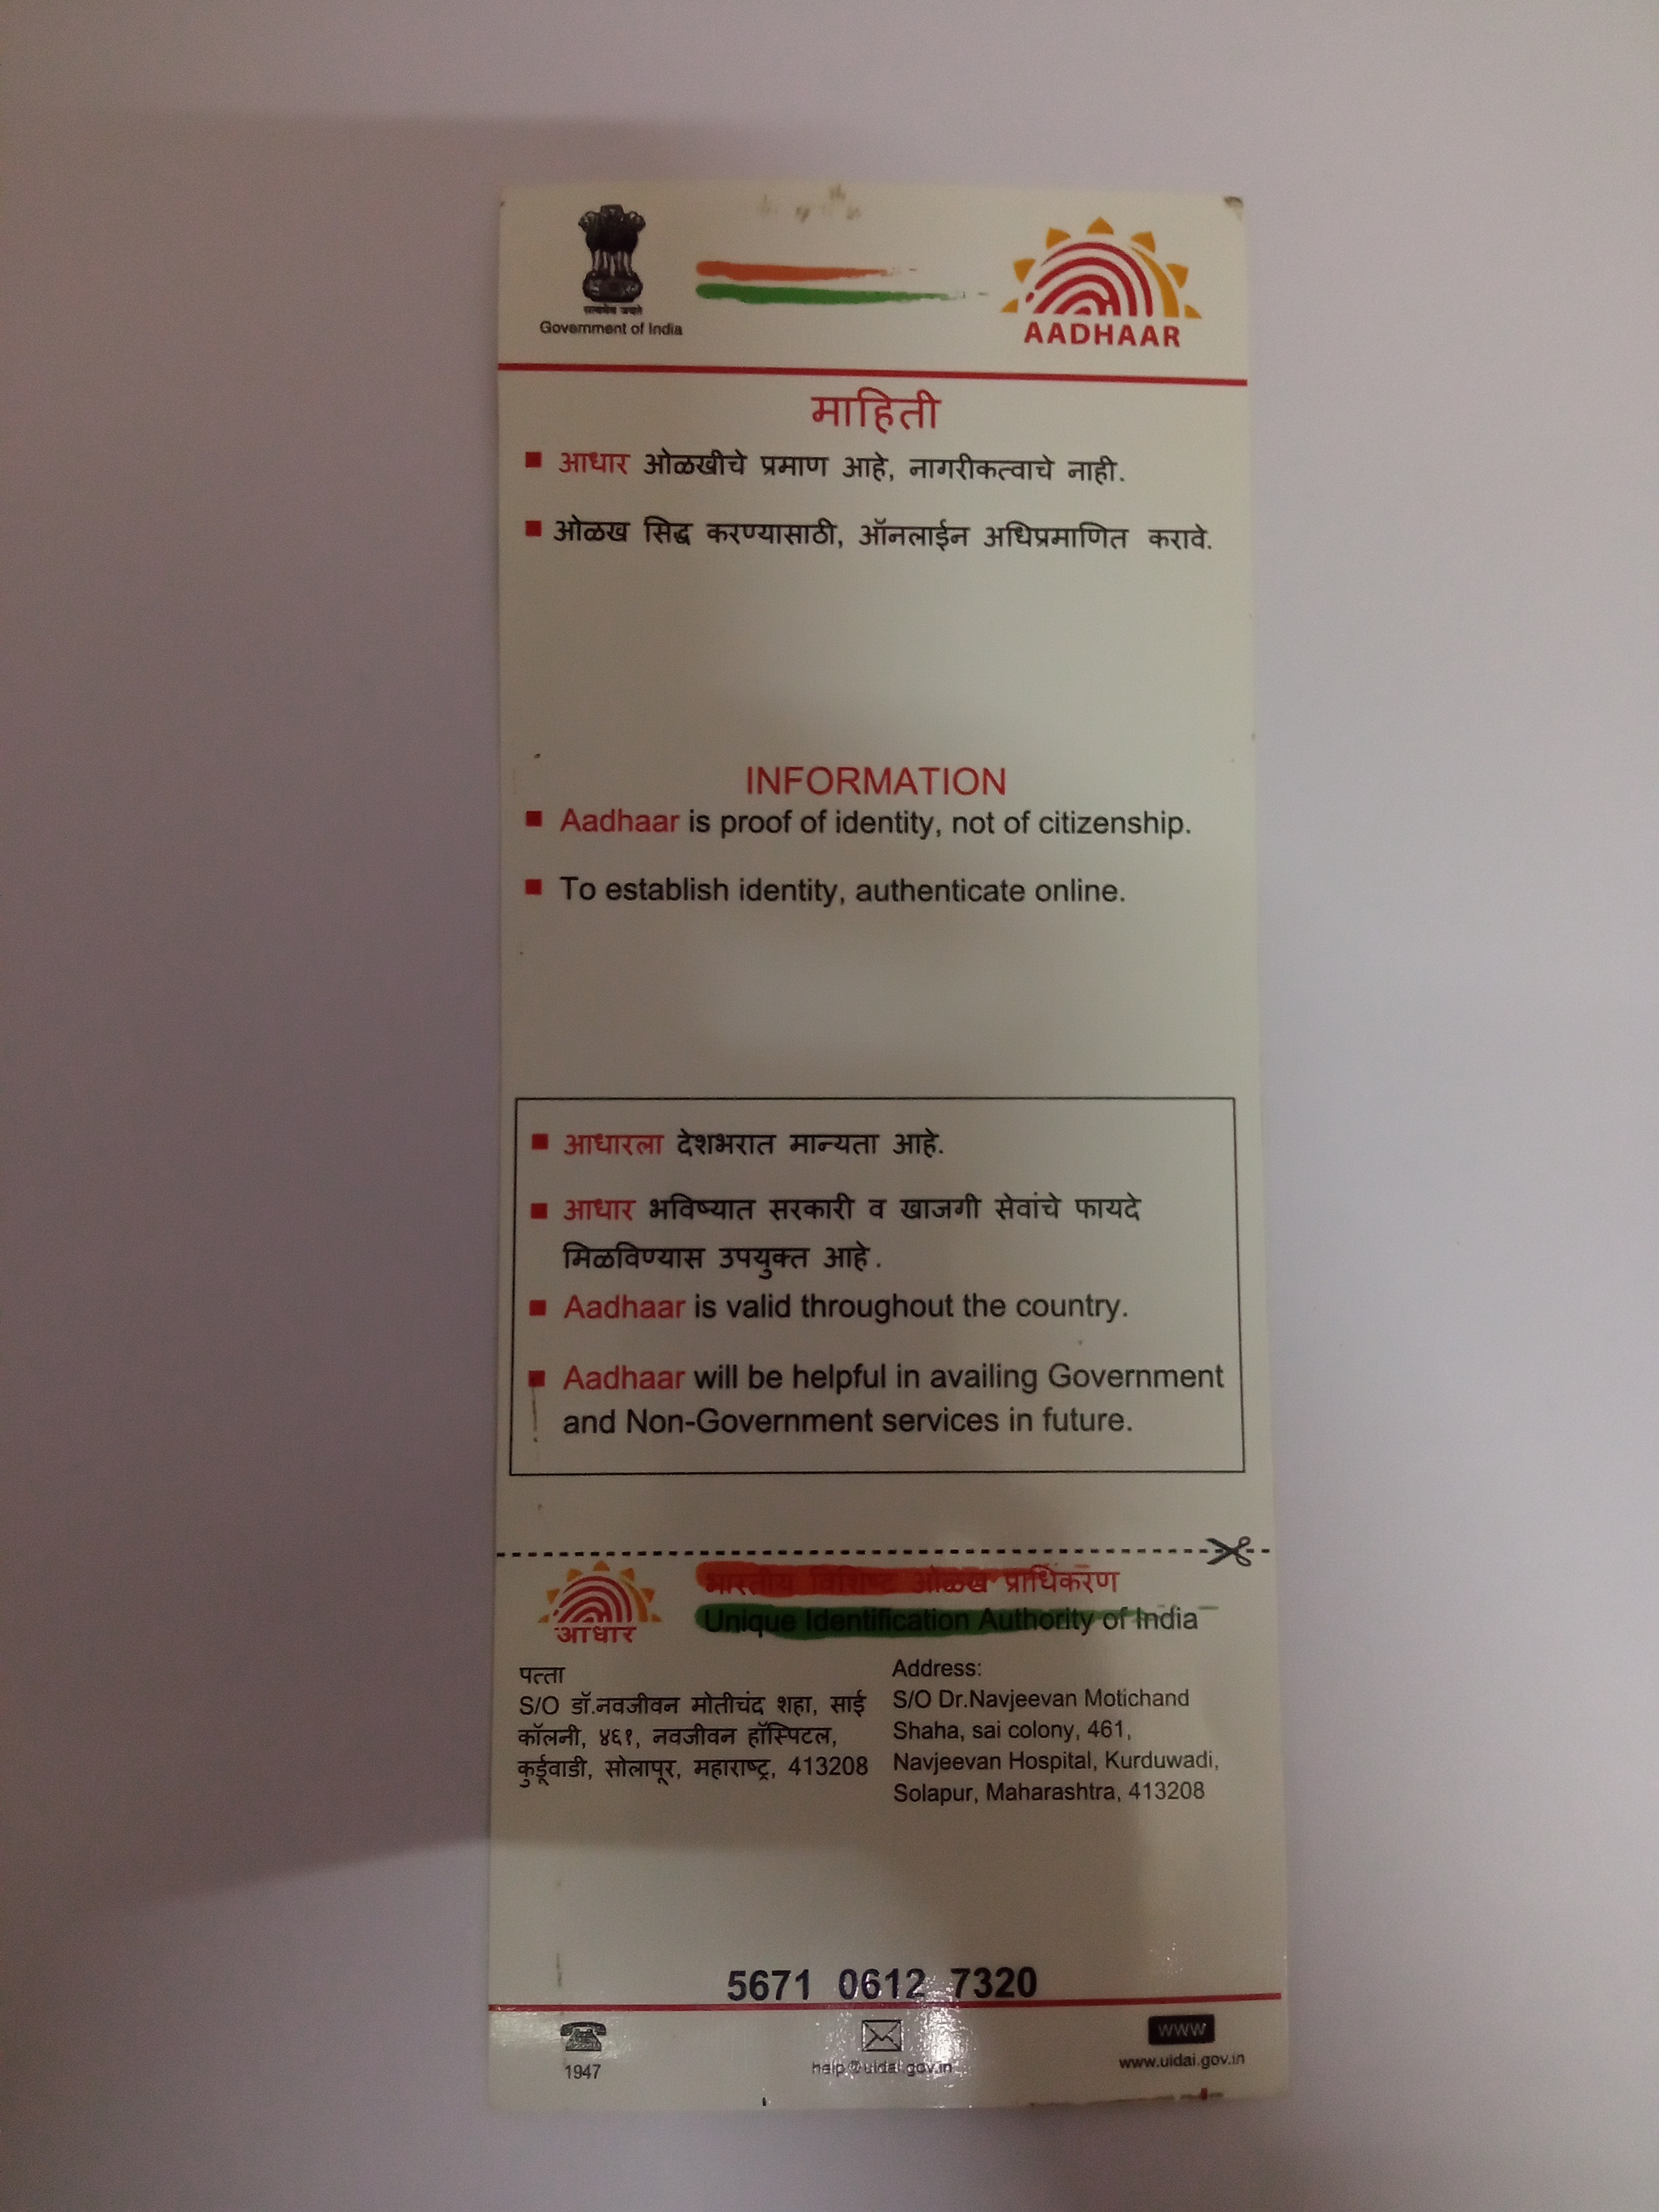 सत्यमेव जयते
Government of India
AADHAAR
माहिती
आधार ओळखीचे प्रमाण आहे, नागरीकत्वाचे नाही.
ओळख सिद्ध करण्यासाठी, ऑनलाईन अधिप्रमाणित करावे.
INFORMATION
Aadhaar is proof of identity, not of citizenship.
To establish identity, authenticate online.
आधारला देशभरात मान्यता आहे.
आधार भविष्यात सरकारी व खाजगी सेवांचे फायदे
मिळविण्यास उपयुक्त आहे.
Aadhaar is valid throughout the country.
Aadhaar will be helpful in availing Government
and Non-Government services in future.
भारतीय विशिष्ट ओळख प्राधिकरण
Unique Identification Authority of India
आधार
पत्ता
S/O डॉ.नवजीवन मोतीचंद शहा, साई
कॉलनी, ४६१, नवजीवन हॉस्पिटल,
कुर्डूवाडी, सोलापूर, महाराष्ट्र, 413208
Address:
S/O Dr.Navjeevan Motichand
Shaha, sai colony, 461,
Navjeevan Hospital, Kurduwadi,
Solapur, Maharashtra, 413208
5671 0612 7320
1947
help@uidai.gov.in
www
www.uidai.gov.in